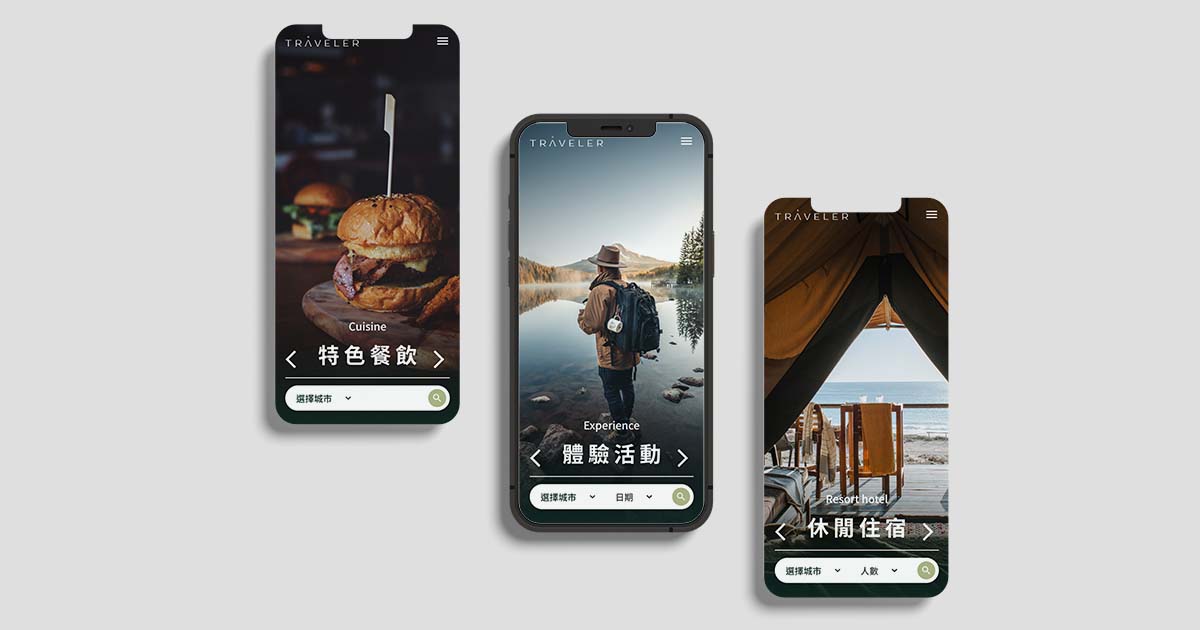 TRAVELER
Cuisine
特色餐飲
選擇城市
TRAVELER
Experience
體驗活動
選擇城市 日期
TRAVELER
Resort hotel
休閒住宿
選擇城市 人數